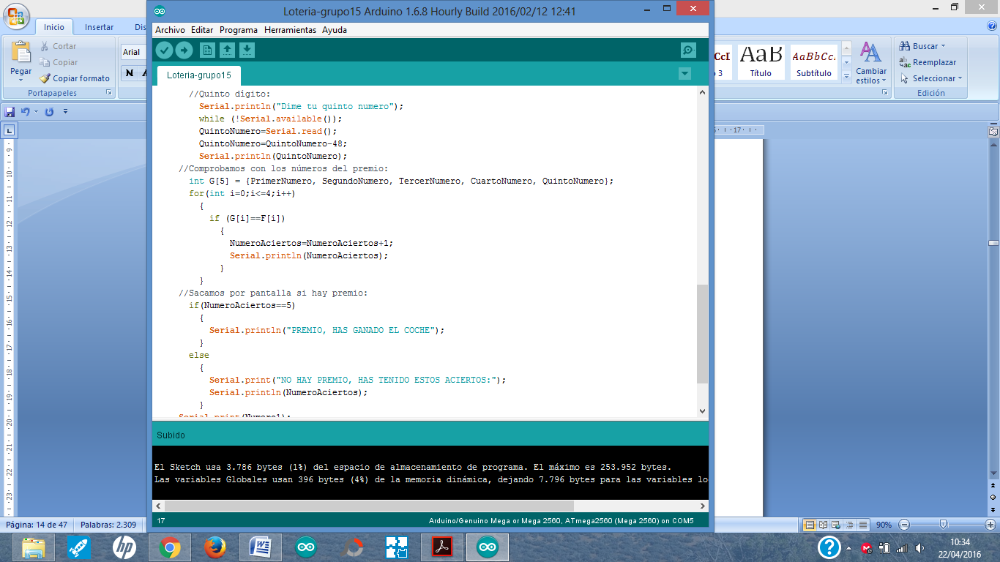 Loteria-grupo15 Arduino 1.6.8 Hourly Build 2016/02/12 12:41
Archivo Editar Programa Herramientas Ayuda
Loteria-grupo15
Inicio Insertar
Pegar
Cortar
Copiar
Copiar formato
Portapapeles
Arial
N
AaB
Título
AaBbCcI
Subtítulo
Cambiar estilos
Buscar
Reemplazar
Seleccionar
Edición
//Quinto dígito:
Serial.println("Dime tu quinto numero");
while (!Serial.available());
QuintoNumero=Serial.read();
QuintoNumero=QuintoNumero-48;
Serial.println(QuintoNumero);
//Comprobamos con los números del premio:
int G[5] = {PrimerNumero, SegundoNumero, TercerNumero, CuartoNumero, QuintoNumero};
for(int i=0;i<=4;i++)
{
if (G[i]==F[i])
{
NumeroAciertos=NumeroAciertos+1;
Serial.println(NumeroAciertos);
}
}
//Sacamos por pantalla si hay premio:
if(NumeroAciertos==5)
{
Serial.println("PREMIO, HAS GANADO EL COCHE");
}
else
{
Serial.print("NO HAY PREMIO, HAS TENIDO ESTOS ACIERTOS:");
Serial.println(NumeroAciertos);
}
Serial.print(Numero1);
Subido
El Sketch usa 3.786 bytes (1%) del espacio de almacenamiento de programa. El máximo es 253.952 bytes.
Las variables Globales usan 396 bytes (4%) de la memoria dinámica, dejando 7.796 bytes para las variables lo
17
Arduino/Genuino Mega or Mega 2560, ATmega2560 (Mega 2560) on COM5
Página: 14 de 47 Palabras: 2.309
90%
10:34
22/04/2016